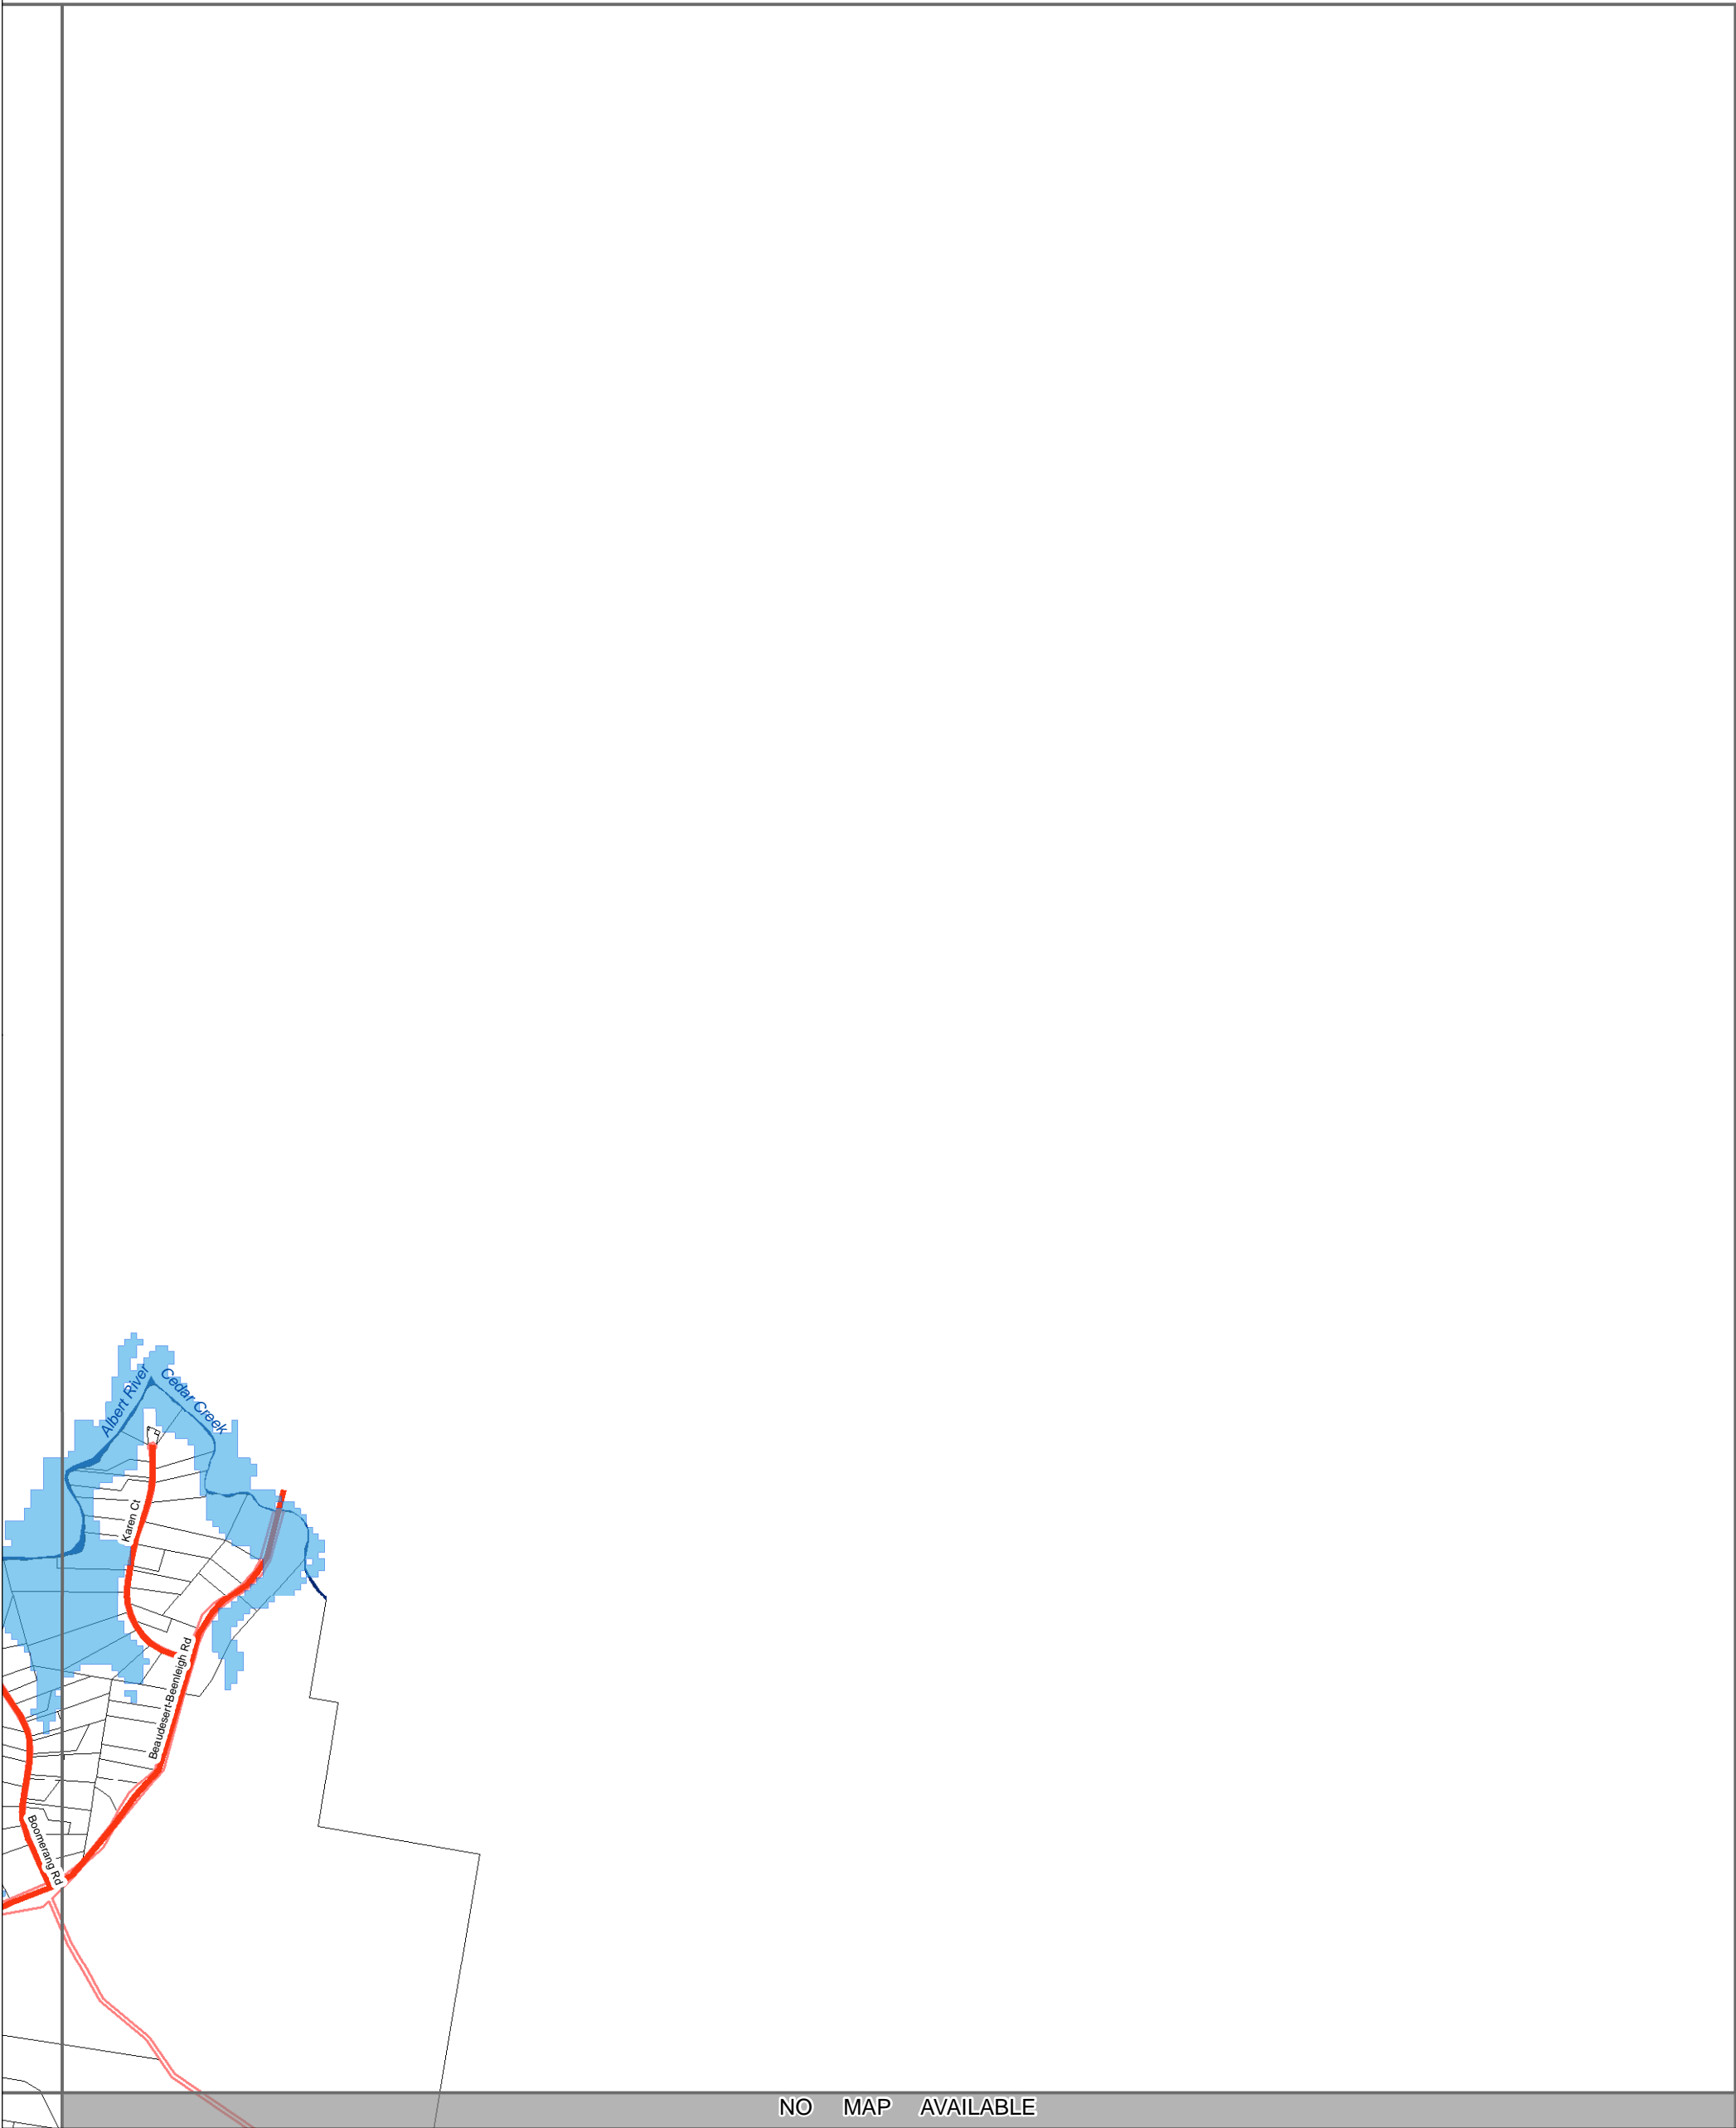 Albert River
Cedar Creek
Karen Ct
Beaudesert-Beenleigh Rd
Boomerang Rd
NO MAP AVAILABLE